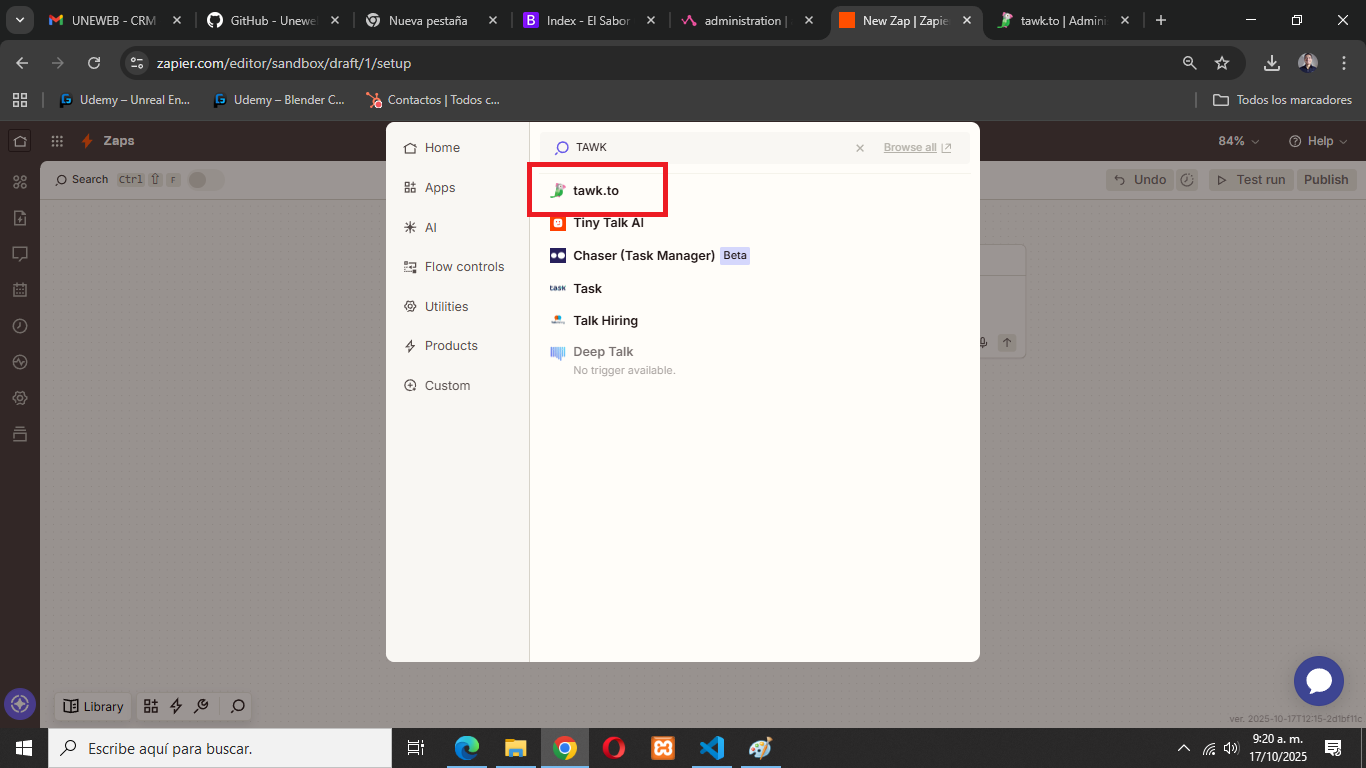 UNEWEB - CRM
GitHub - Unewe
Nueva pestaña
Index - El Sabor
administration |
New Zap | Zapie
tawk.to | Admini
zapier.com/editor/sandbox/draft/1/setup
Udemy – Unreal En...
Udemy – Blender C...
Contactos | Todos c...
Todos los marcadores
Zaps
84%
Help
Search Ctrl ⇧ F
Undo
Test run
Publish
Home
Apps
AI
Flow controls
Utilities
Products
Custom
TAWK
Browse all
tawk.to
Tiny Talk AI
Chaser (Task Manager) Beta
task Task
Talk Hiring
Deep Talk
No trigger available.
Library
ver. 2025-10-17T12:15-2d1bf11c
Escribe aquí para buscar.
9:20 a. m.
17/10/2025